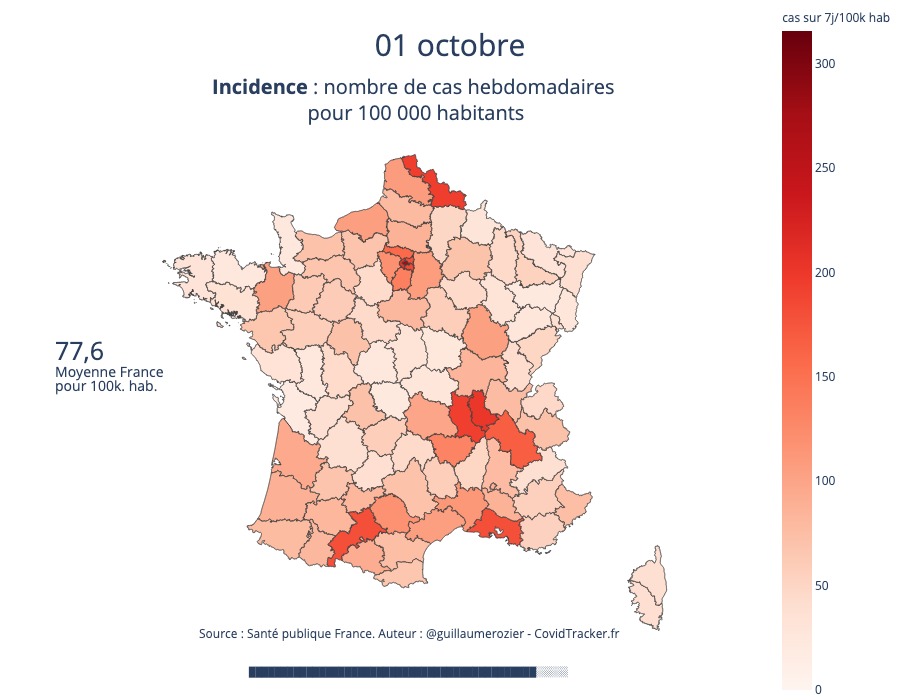 cas sur 7j/100k hab
01 octobre
Incidence : nombre de cas hebdomadaires
pour 100 000 habitants
300
250
200
150
100
50
0
77,6
Moyenne France
pour 100k. hab.
Source : Santé publique France. Auteur : @guillaumerozier - CovidTracker.fr